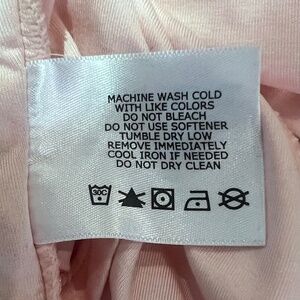 MACHINE WASH COLD
WITH LIKE COLORS
DO NOT BLEACH
DO NOT USE SOFTENER
TUMBLE DRY LOW
REMOVE IMMEDIATELY
COOL IRON IF NEEDED
DO NOT DRY CLEAN
30C